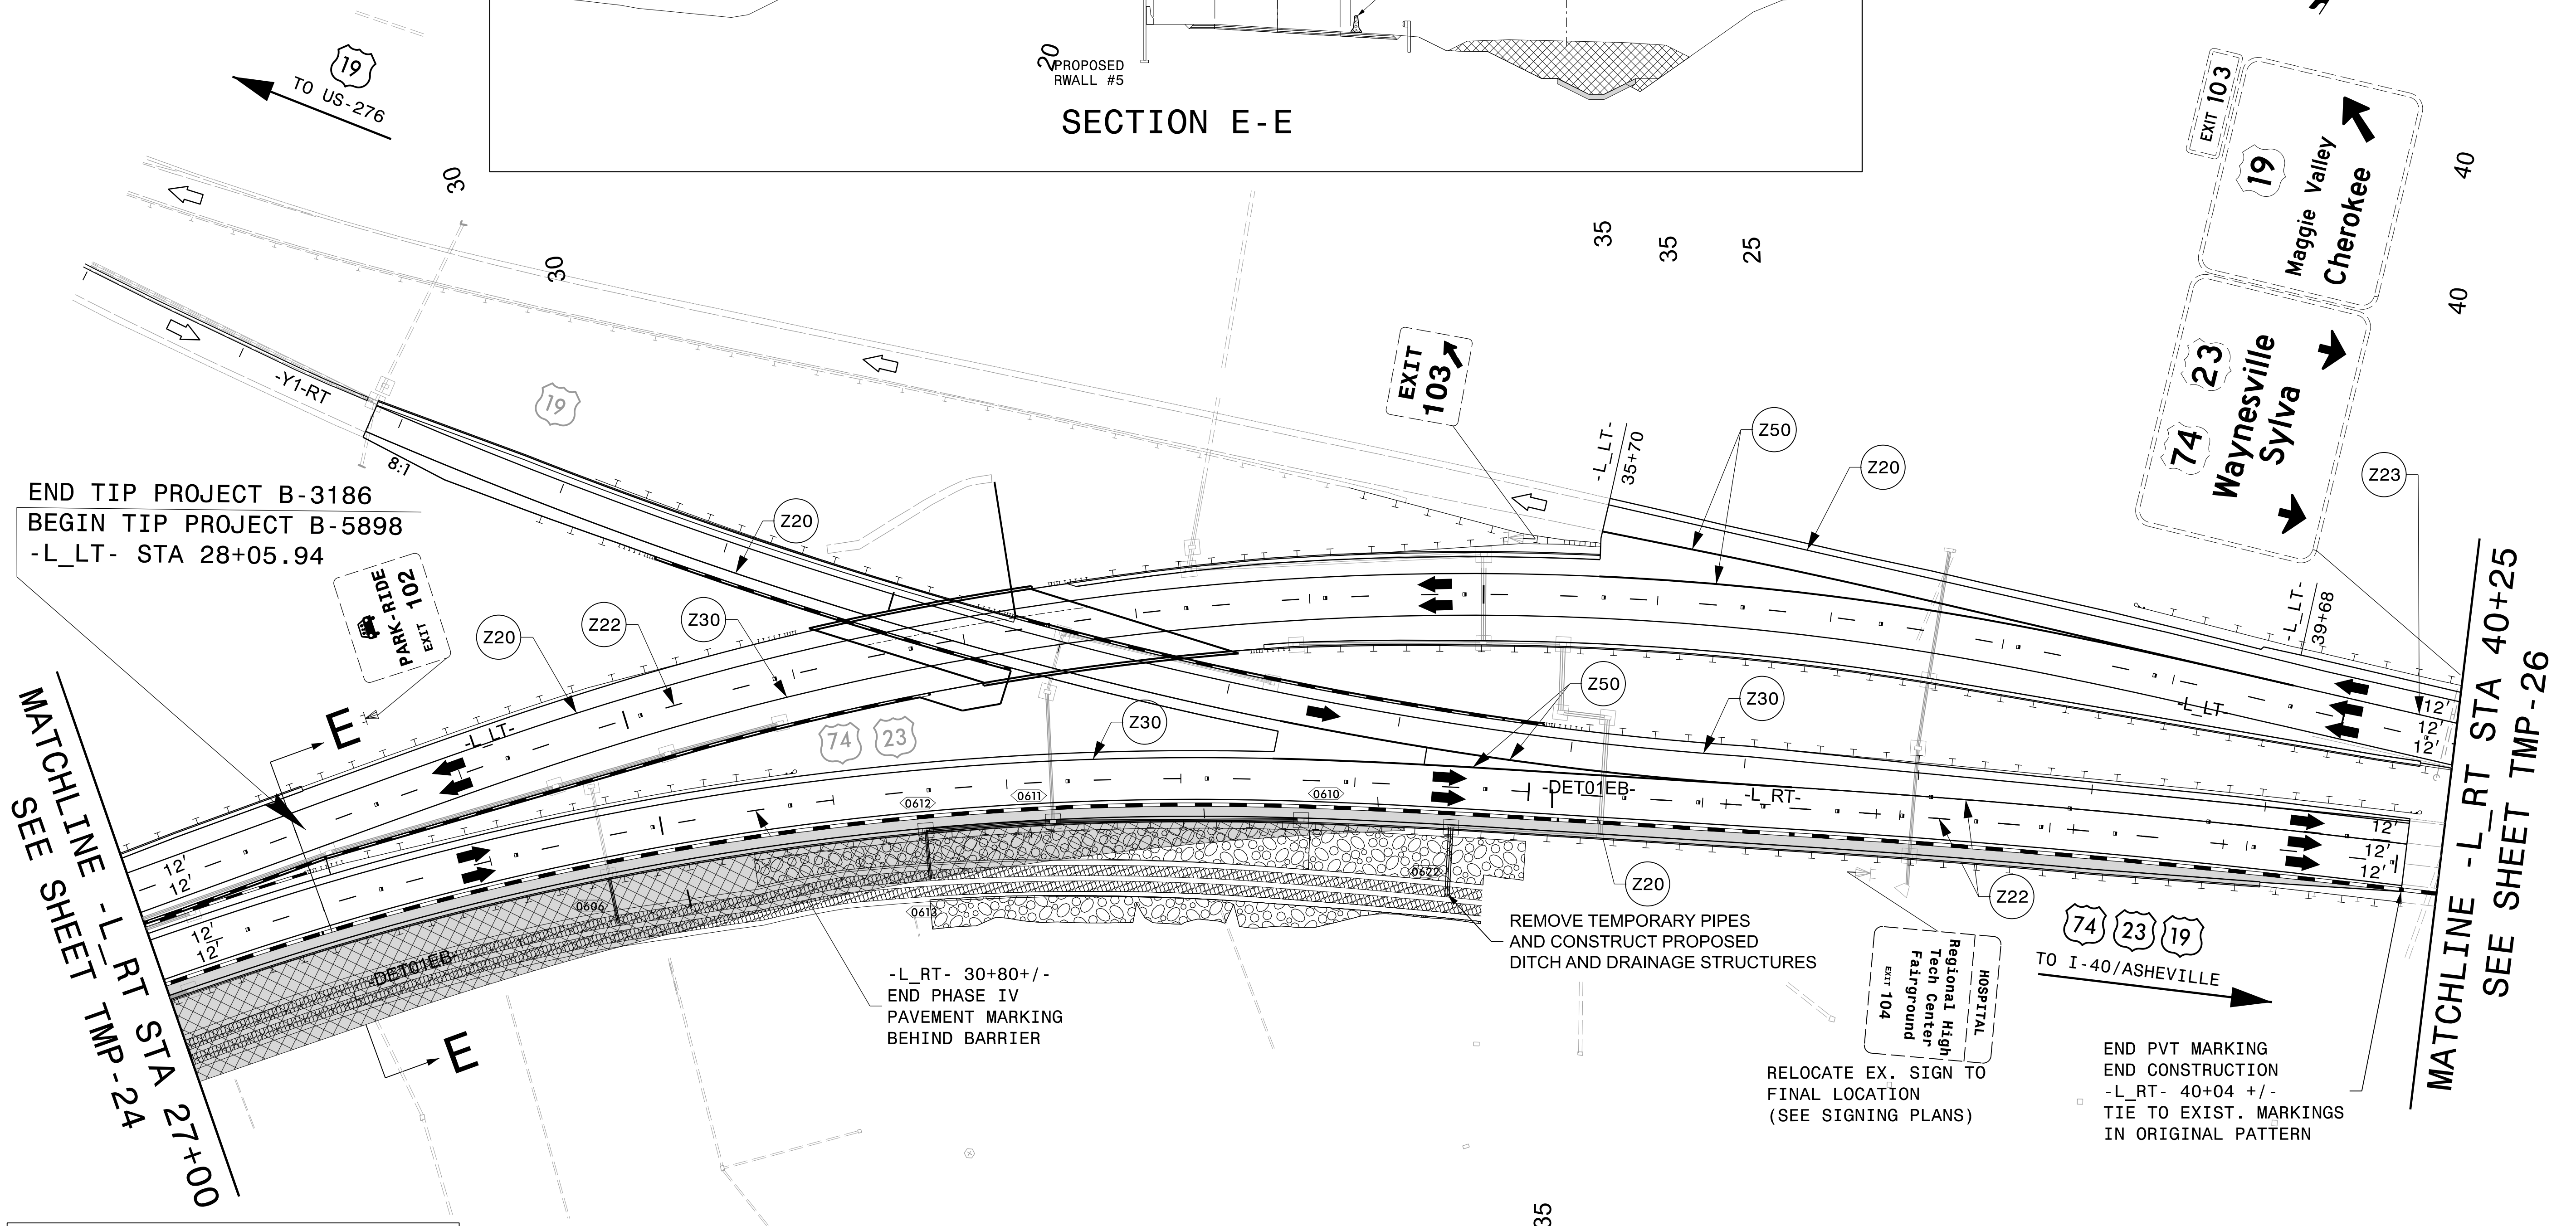 20
PROPOSED
RWALL #5
SECTION E-E
19
TO US-276
30
30
35
35
25
40
40
EXIT 103
19
Maggie Valley
Cherokee
74 23
Waynesville
Sylva
EXIT
103
-L_LT-
35+70
Z50
Z20
Z23
-L_LT-
39+68
-Y1-RT
8:1
19
Z20
END TIP PROJECT B-3186
BEGIN TIP PROJECT B-5898
-L_LT- STA 28+05.94
PARK-RIDE
EXIT 102
Z20
Z22
Z30
-L_LT-
E
74 23
Z30
Z50
Z30
-L_LT
12'
12'
12'
-DET01EB-
-L_RT-
12'
12'
12'
12'
12'
12'
12'
0612
0611
0610
0606
0613
0622
-DET01EB-
Z20
Z22
MATCHLINE -L_RT STA 27+00
SEE SHEET TMP-24
MATCHLINE -L_RT STA 40+25
SEE SHEET TMP-26
E
-L_RT- 30+80+/-
END PHASE IV
PAVEMENT MARKING
BEHIND BARRIER
REMOVE TEMPORARY PIPES
AND CONSTRUCT PROPOSED
DITCH AND DRAINAGE STRUCTURES
HOSPITAL
Regional High
Tech Center
Fairground
EXIT 104
74 23 19
TO I-40/ASHEVILLE
RELOCATE EX. SIGN TO
FINAL LOCATION
(SEE SIGNING PLANS)
END PVT MARKING
END CONSTRUCTION
-L_RT- 40+04 +/-
TIE TO EXIST. MARKINGS
IN ORIGINAL PATTERN
35